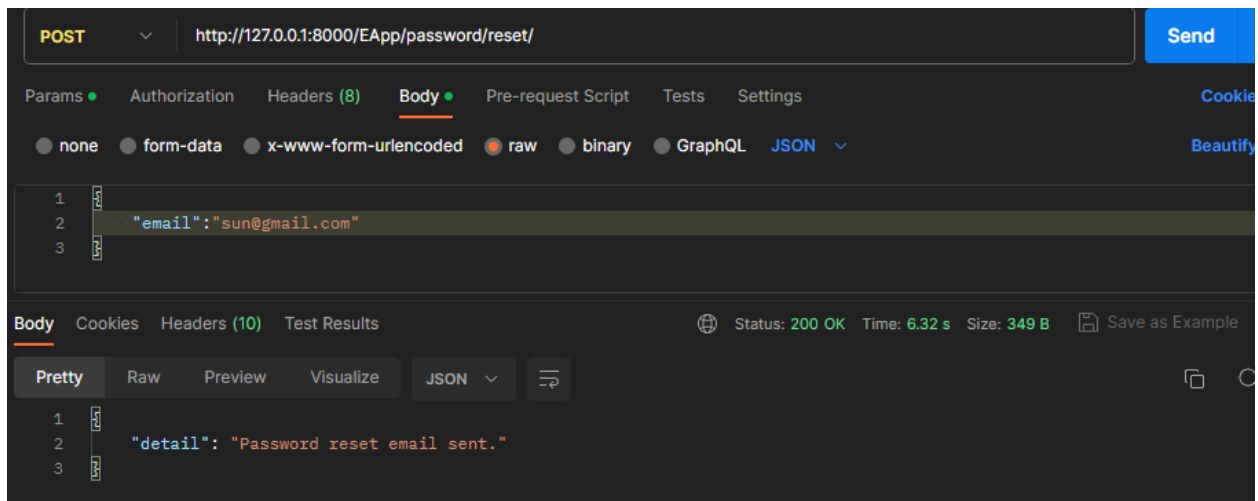 POST http://127.0.0.1:8000/EApp/password/reset/ Send
Params Authorization Headers (8) Body Pre-request Script Tests Settings Cookie
none form-data x-www-form-urlencoded raw binary GraphQL JSON Beautify
1 {
2 "email":"sun@gmail.com"
3 }
Body Cookies Headers (10) Test Results Status: 200 OK Time: 6.32 s Size: 349 B Save as Example
Pretty Raw Preview Visualize JSON
1 {
2 "detail": "Password reset email sent."
3 }